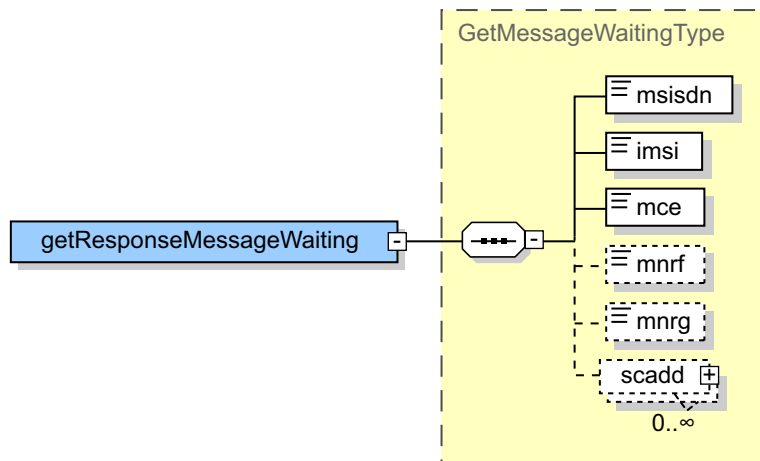 GetMessageWaitingType
msisdn
imsi
mce
getResponseMessageWaiting
mnrf
mnrg
scadd
0..∞